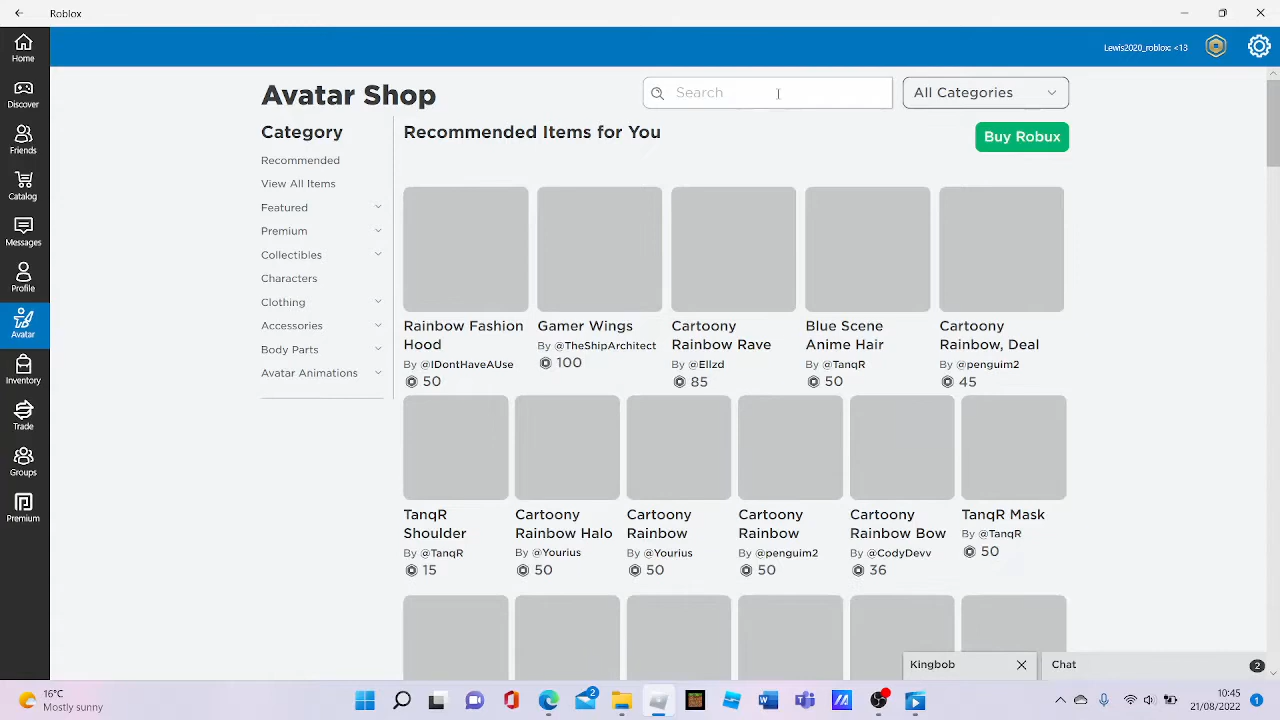 Roblox
Lewis2020_roblox: <13
Home
Discover
Friends
Catalog
Messages
Profile
Avatar
Inventory
Trade
Groups
Premium
Avatar Shop
Search
All Categories
Category
Recommended
View All Items
Featured
Premium
Collectibles
Characters
Clothing
Accessories
Body Parts
Avatar Animations
Recommended Items for You
Buy Robux
Rainbow Fashion
Hood
By @IDontHaveAUse
50
Gamer Wings
By @TheShipArchitect
100
Cartoony
Rainbow Rave
By @Ellzd
85
Blue Scene
Anime Hair
By @TanqR
50
Cartoony
Rainbow, Deal
By @penguim2
45
TanqR
Shoulder
By @TanqR
15
Cartoony
Rainbow Halo
By @Yourius
50
Cartoony
Rainbow
By @Yourius
50
Cartoony
Rainbow
By @penguim2
50
Cartoony
Rainbow Bow
By @CodyDevv
36
TanqR Mask
By @TanqR
50
Kingbob
Chat
2
16°C
Mostly sunny
2
10:45
21/08/2022
1